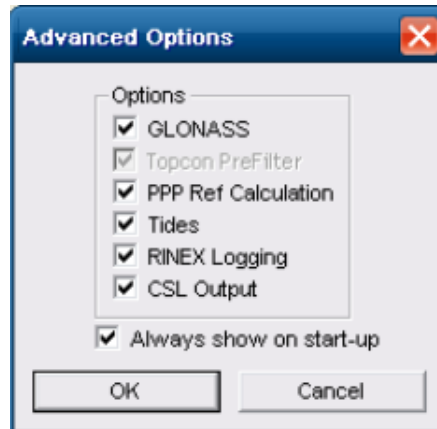 Advanced Options
Options
GLONASS
Topcon PreFilter
PPP Ref Calculation
Tides
RINEX Logging
CSL Output
Always show on start-up
OK Cancel